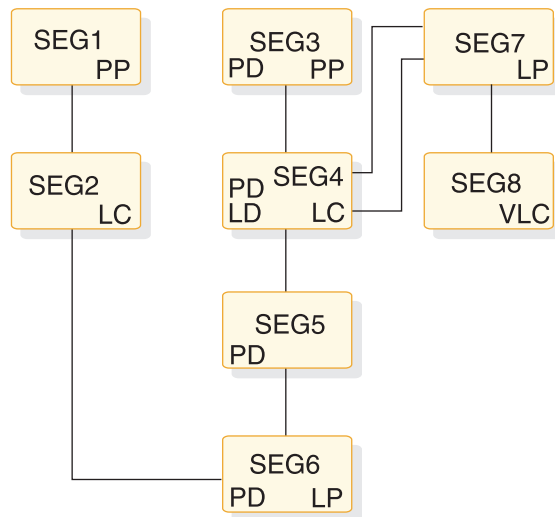 SEG1
PP
SEG3
PD PP
SEG7
LP
SEG2
LC
SEG4
PD
LD LC
SEG8
VLC
SEG5
PD
SEG6
PD LP